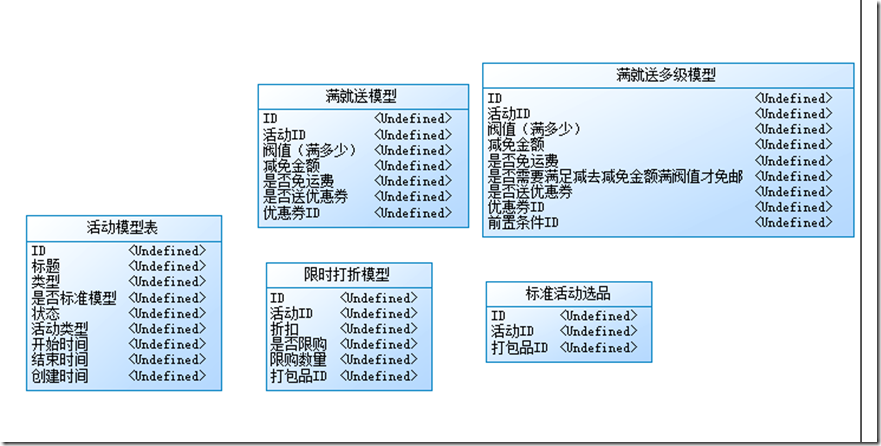 满就送模型
ID <Undefined>
活动ID <Undefined>
阀值（满多少） <Undefined>
减免金额 <Undefined>
是否免运费 <Undefined>
是否送优惠券 <Undefined>
优惠券ID <Undefined>
满就送多级模型
ID <Undefined>
活动ID <Undefined>
阀值（满多少） <Undefined>
减免金额 <Undefined>
是否免运费 <Undefined>
是否需要满足减去减免金额满阀值才免邮 <Undefined>
是否送优惠券 <Undefined>
优惠券ID <Undefined>
前置条件ID <Undefined>
活动模型表
ID <Undefined>
标题 <Undefined>
类型 <Undefined>
是否标准模型 <Undefined>
状态 <Undefined>
活动类型 <Undefined>
开始时间 <Undefined>
结束时间 <Undefined>
创建时间 <Undefined>
限时打折模型
ID <Undefined>
活动ID <Undefined>
折扣 <Undefined>
是否限购 <Undefined>
限购数量 <Undefined>
打包品ID <Undefined>
标准活动选品
ID <Undefined>
活动ID <Undefined>
打包品ID <Undefined>